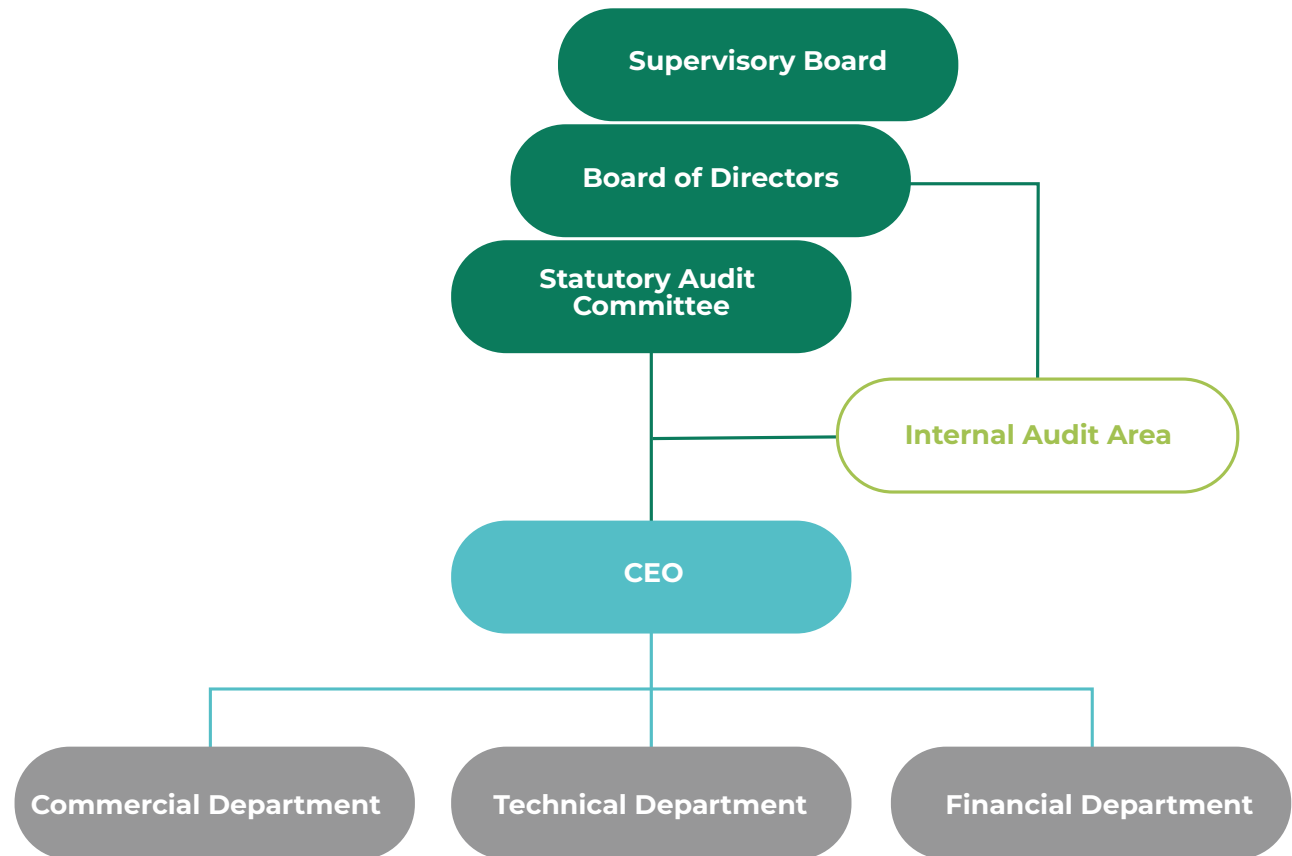 Supervisory Board
Board of Directors
Statutory Audit
Committee
Internal Audit Area
CEO
Commercial Department
Technical Department
Financial Department